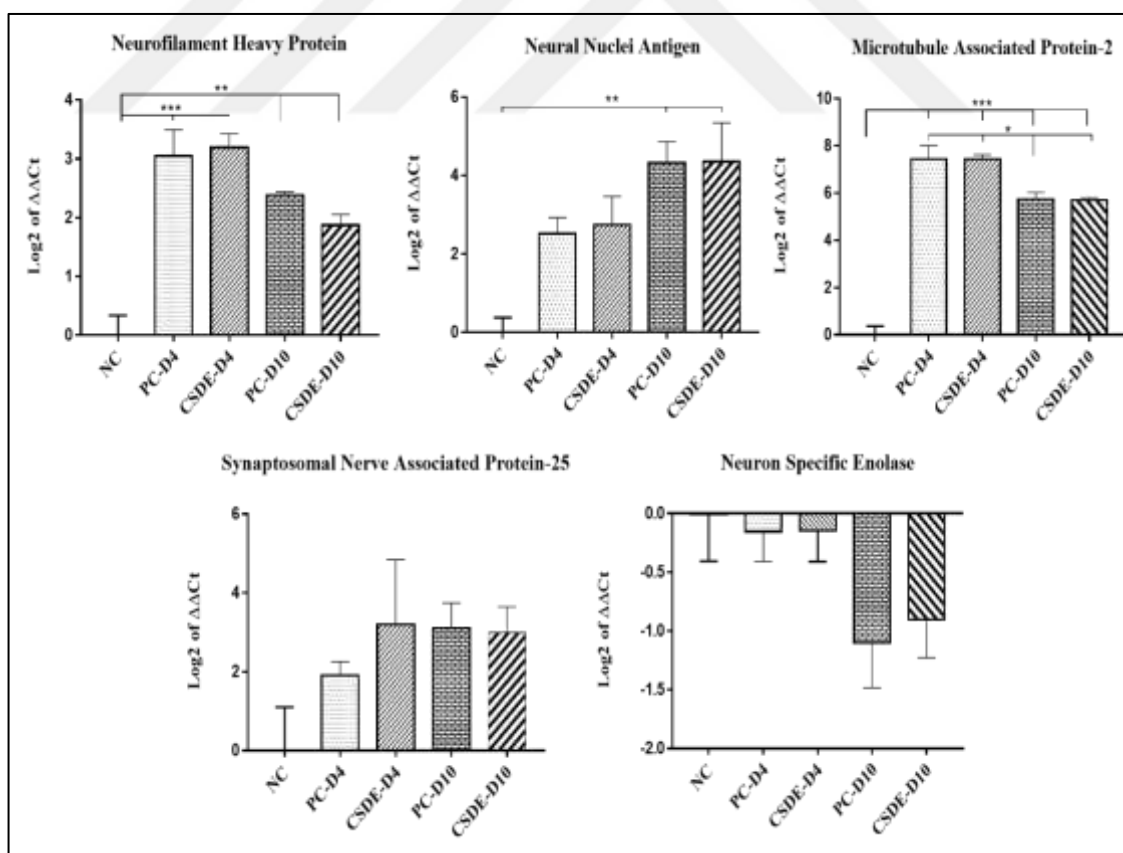 Neurofilament Heavy Protein
Log2 of ΔΔCt
4
3
2
1
0
**
***
NC
PC-D4
CSDE-D4
PC-D10
CSDE-D10
Neural Nuclei Antigen
Log2 of ΔΔCt
6
4
2
0
**
NC
PC-D4
CSDE-D4
PC-D10
CSDE-D10
Microtubule Associated Protein-2
Log2 of ΔΔCt
10
8
6
4
2
0
***
*
NC
PC-D4
CSDE-D4
PC-D10
CSDE-D10
Synaptosomal Nerve Associated Protein-25
Log2 of ΔΔCt
6
4
2
0
NC
PC-D4
CSDE-D4
PC-D10
CSDE-D10
Neuron Specific Enolase
Log2 of ΔΔCt
0.0
-0.5
-1.0
-1.5
-2.0
NC
PC-D4
CSDE-D4
PC-D10
CSDE-D10